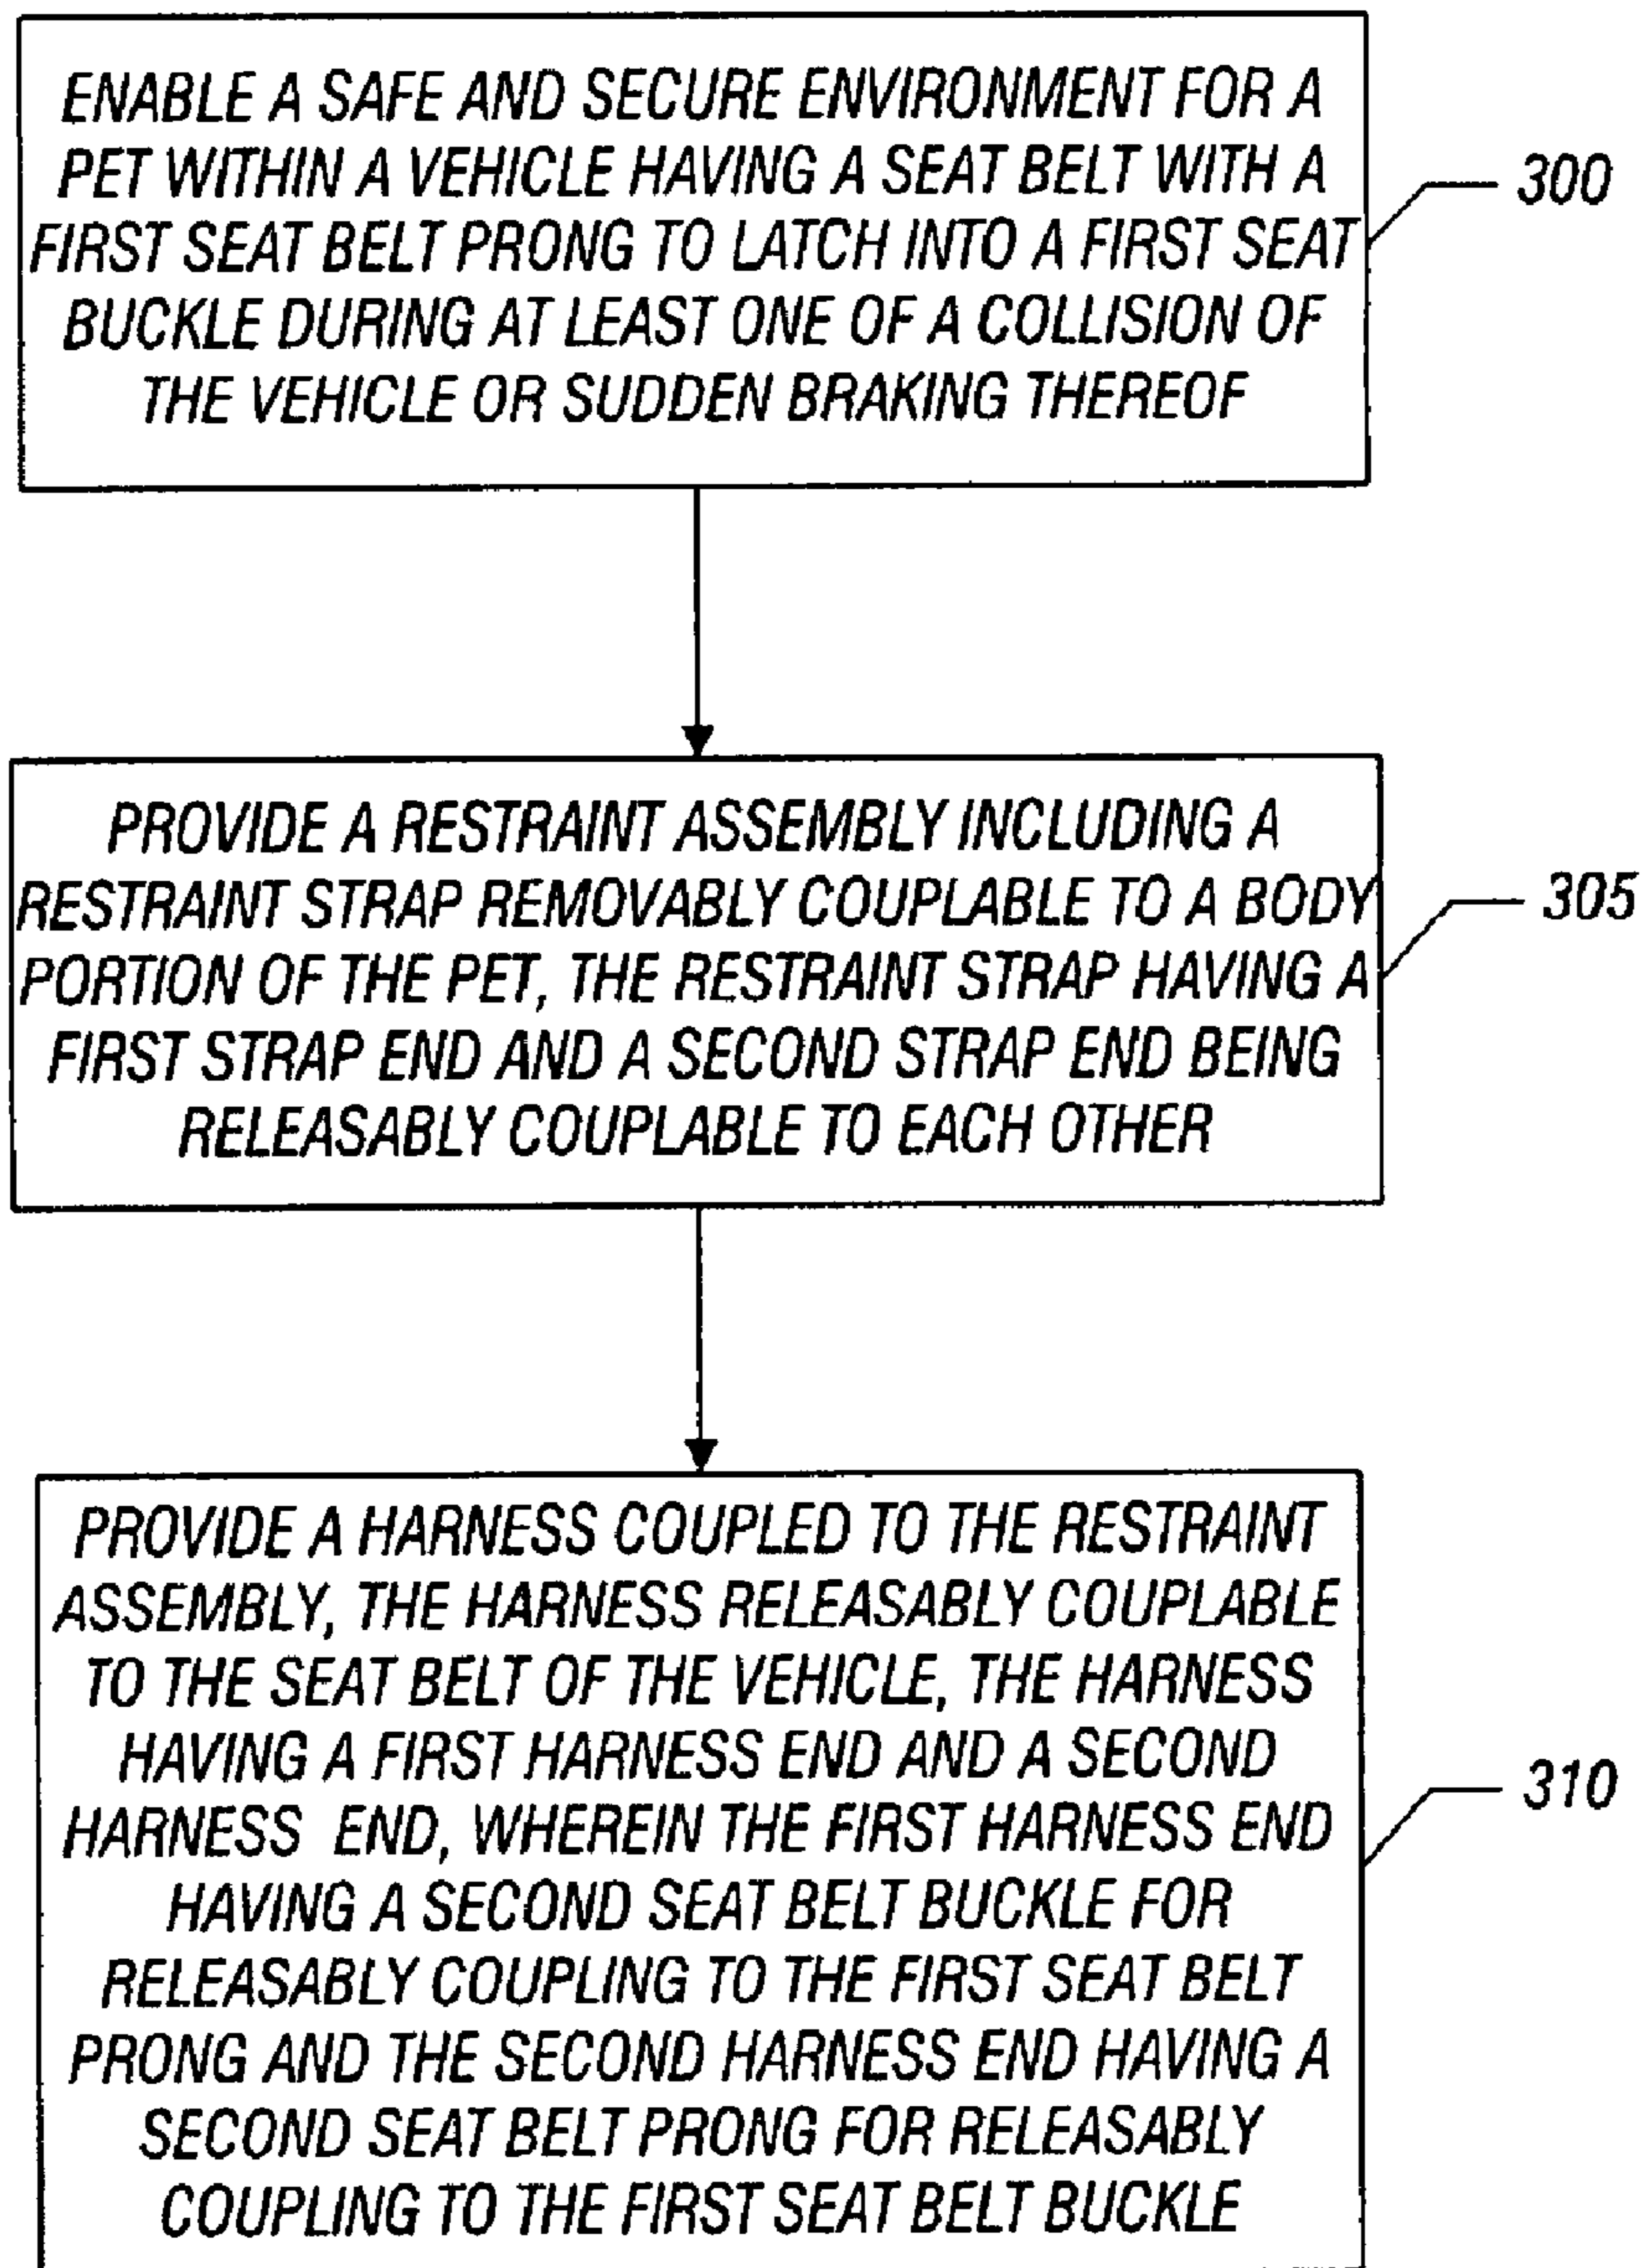 ENABLE A SAFE AND SECURE ENVIRONMENT FOR A
PET WITHIN A VEHICLE HAVING A SEAT BELT WITH A
FIRST SEAT BELT PRONG TO LATCH INTO A FIRST SEAT
BUCKLE DURING AT LEAST ONE OF A COLLISION OF
THE VEHICLE OR SUDDEN BRAKING THEREOF
300
PROVIDE A RESTRAINT ASSEMBLY INCLUDING A
RESTRAINT STRAP REMOVABLY COUPLABLE TO A BODY
PORTION OF THE PET, THE RESTRAINT STRAP HAVING A
FIRST STRAP END AND A SECOND STRAP END BEING
RELEASABLY COUPLABLE TO EACH OTHER
305
PROVIDE A HARNESS COUPLED TO THE RESTRAINT
ASSEMBLY, THE HARNESS RELEASABLY COUPLABLE
TO THE SEAT BELT OF THE VEHICLE, THE HARNESS
HAVING A FIRST HARNESS END AND A SECOND
HARNESS END, WHEREIN THE FIRST HARNESS END
HAVING A SECOND SEAT BELT BUCKLE FOR
RELEASABLY COUPLING TO THE FIRST SEAT BELT
PRONG AND THE SECOND HARNESS END HAVING A
SECOND SEAT BELT PRONG FOR RELEASABLY
COUPLING TO THE FIRST SEAT BELT BUCKLE
310